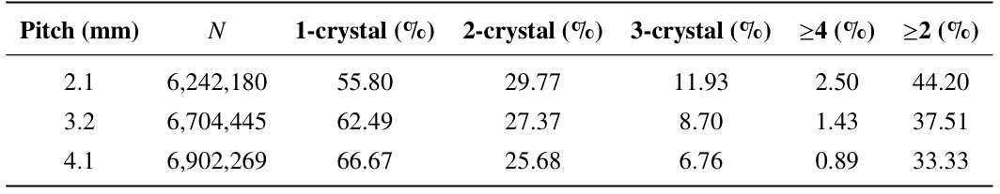 Pitch (mm) N 1-crystal (%) 2-crystal (%) 3-crystal (%) ≥4 (%) ≥2 (%)
2.1 6,242,180 55.80 29.77 11.93 2.50 44.20
3.2 6,704,445 62.49 27.37 8.70 1.43 37.51
4.1 6,902,269 66.67 25.68 6.76 0.89 33.33